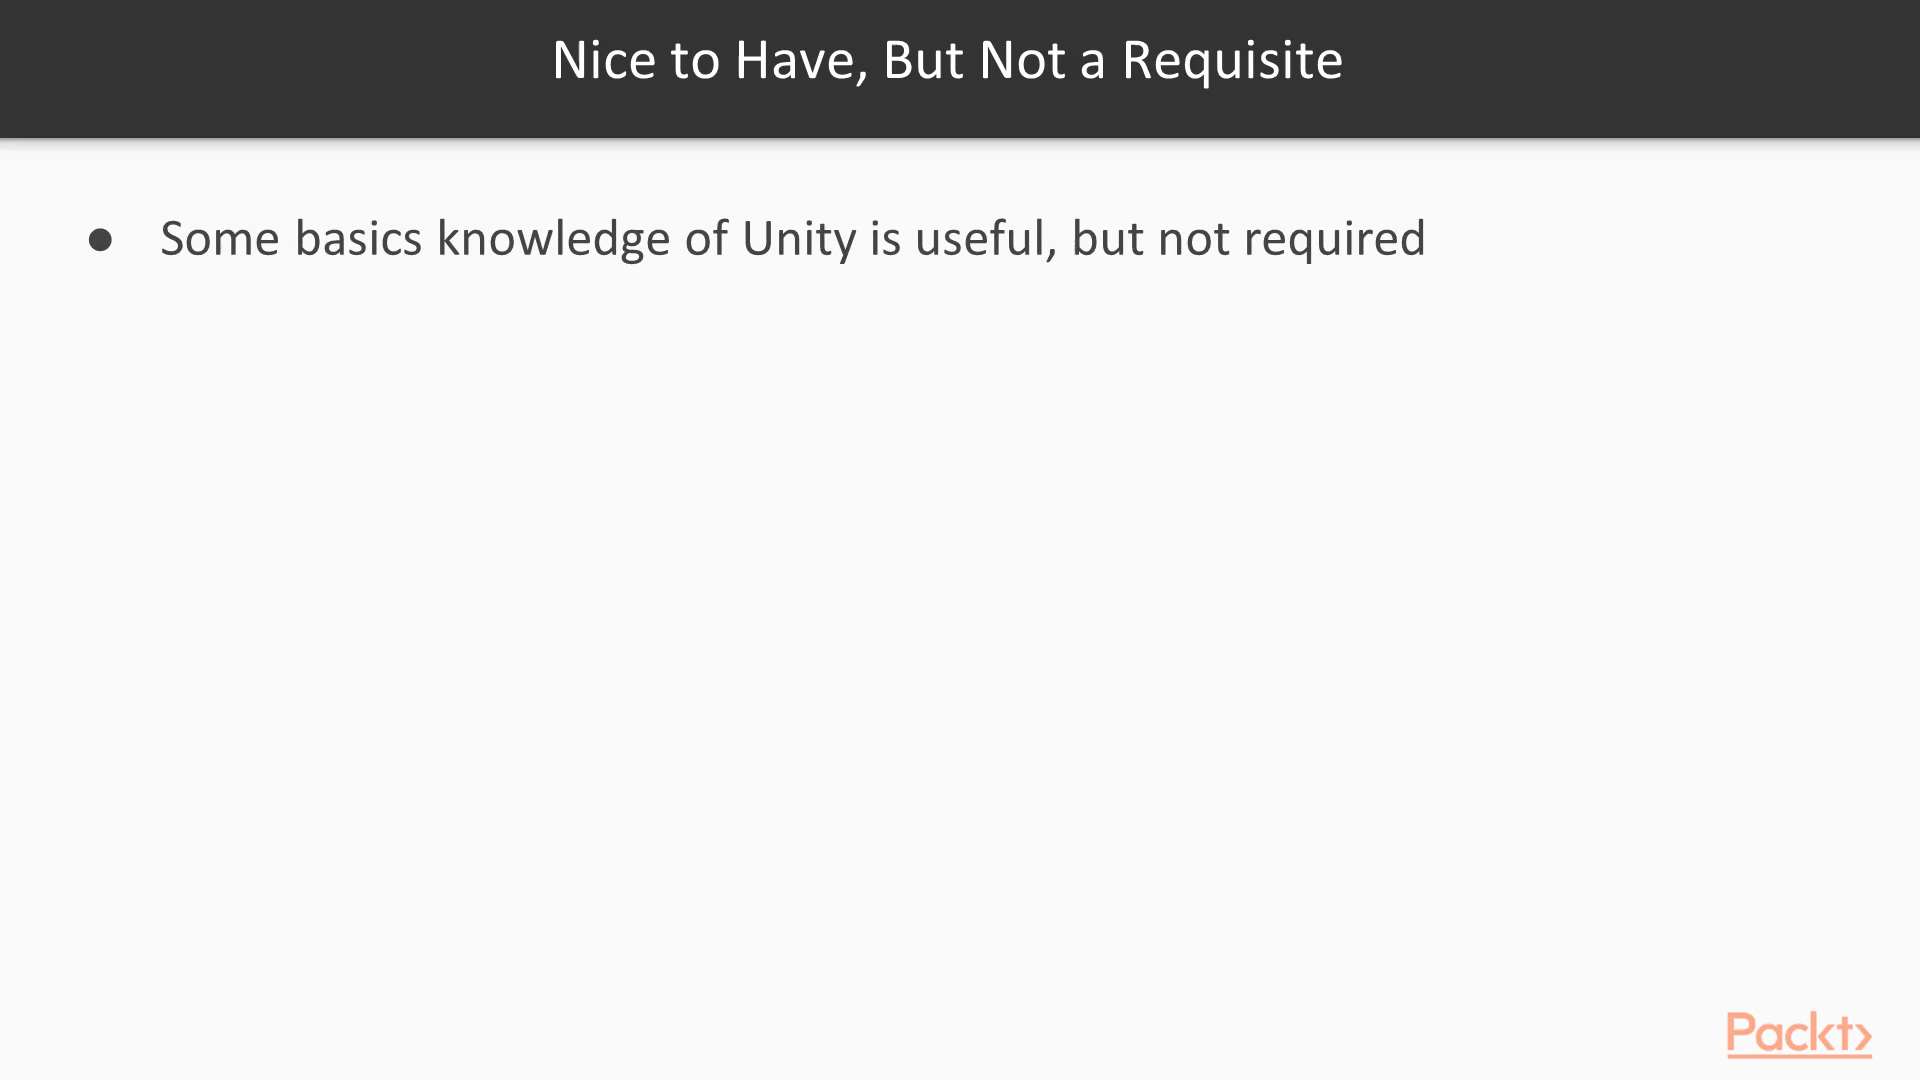 Nice to Have, But Not a Requisite
● Some basics knowledge of Unity is useful, but not required
Packt>